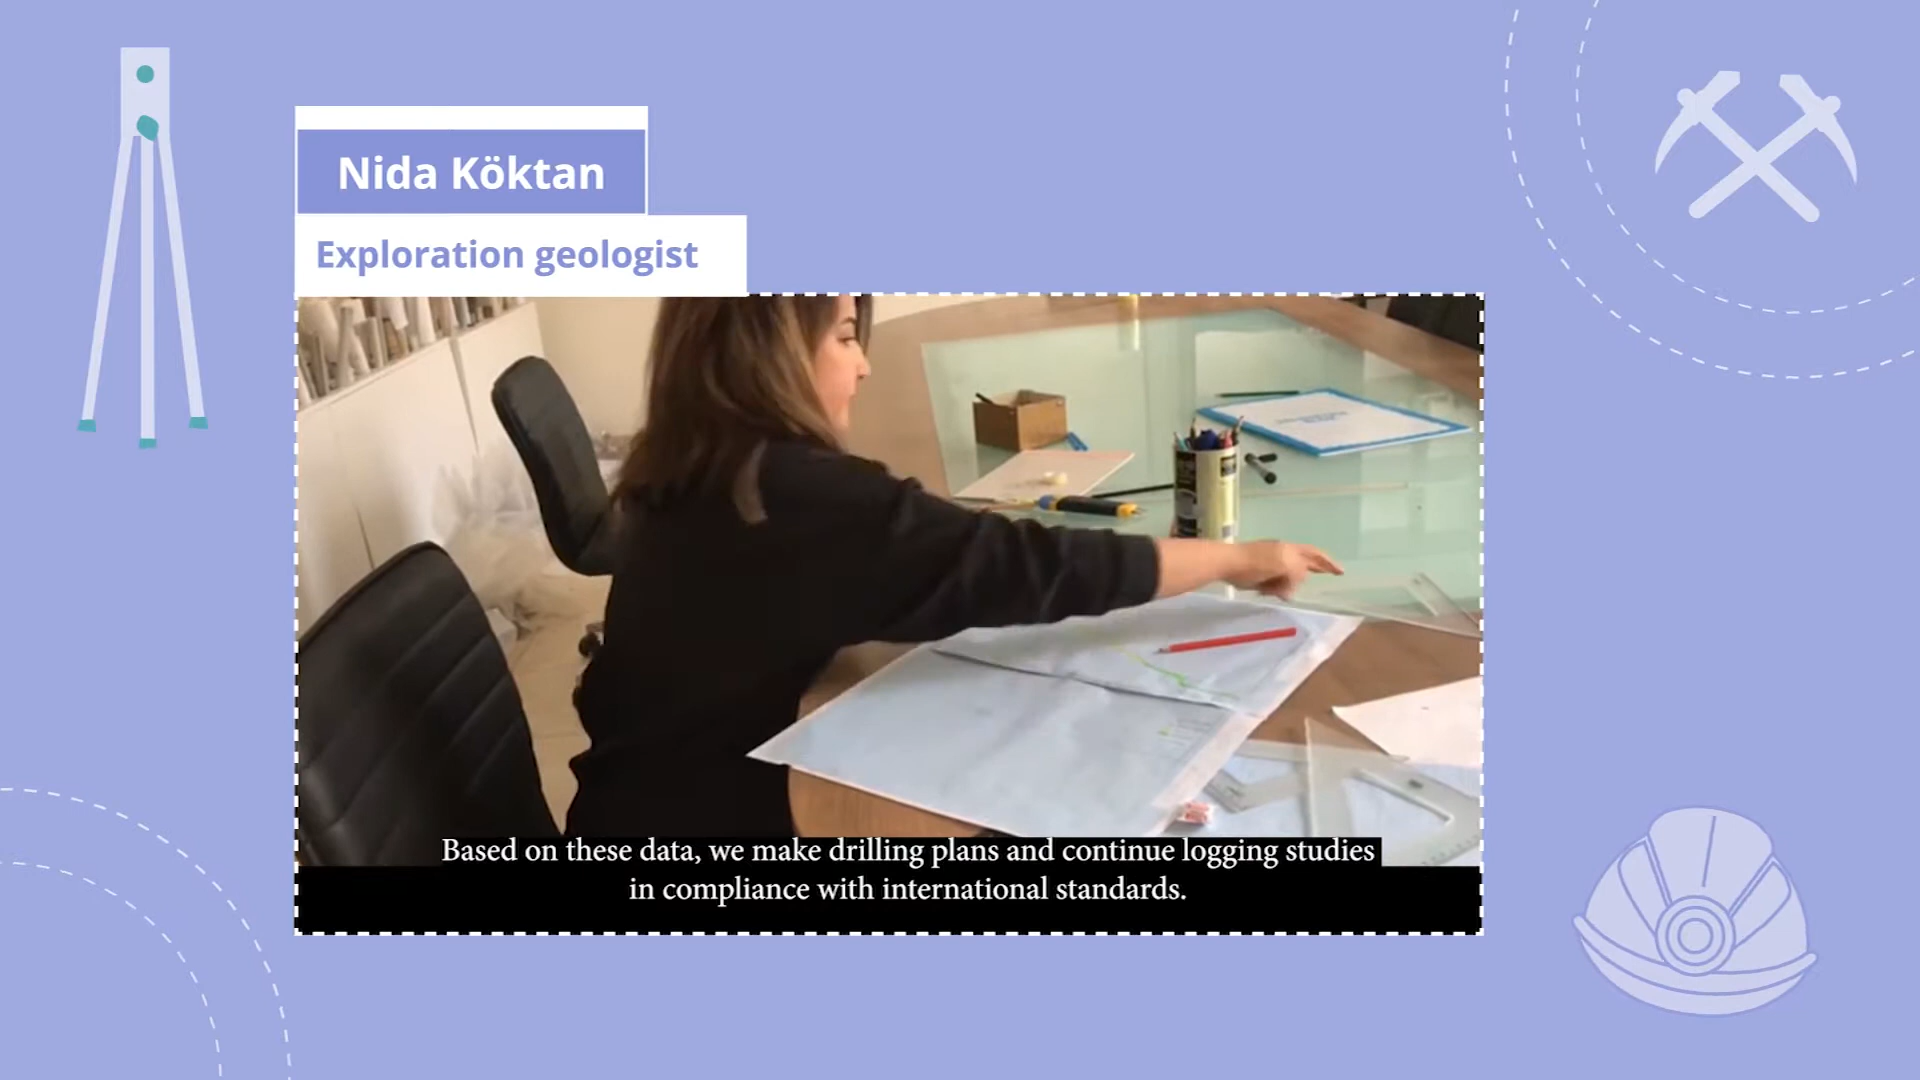 Nida Köktan
Exploration geologist
Based on these data, we make drilling plans and continue logging studies
in compliance with international standards.